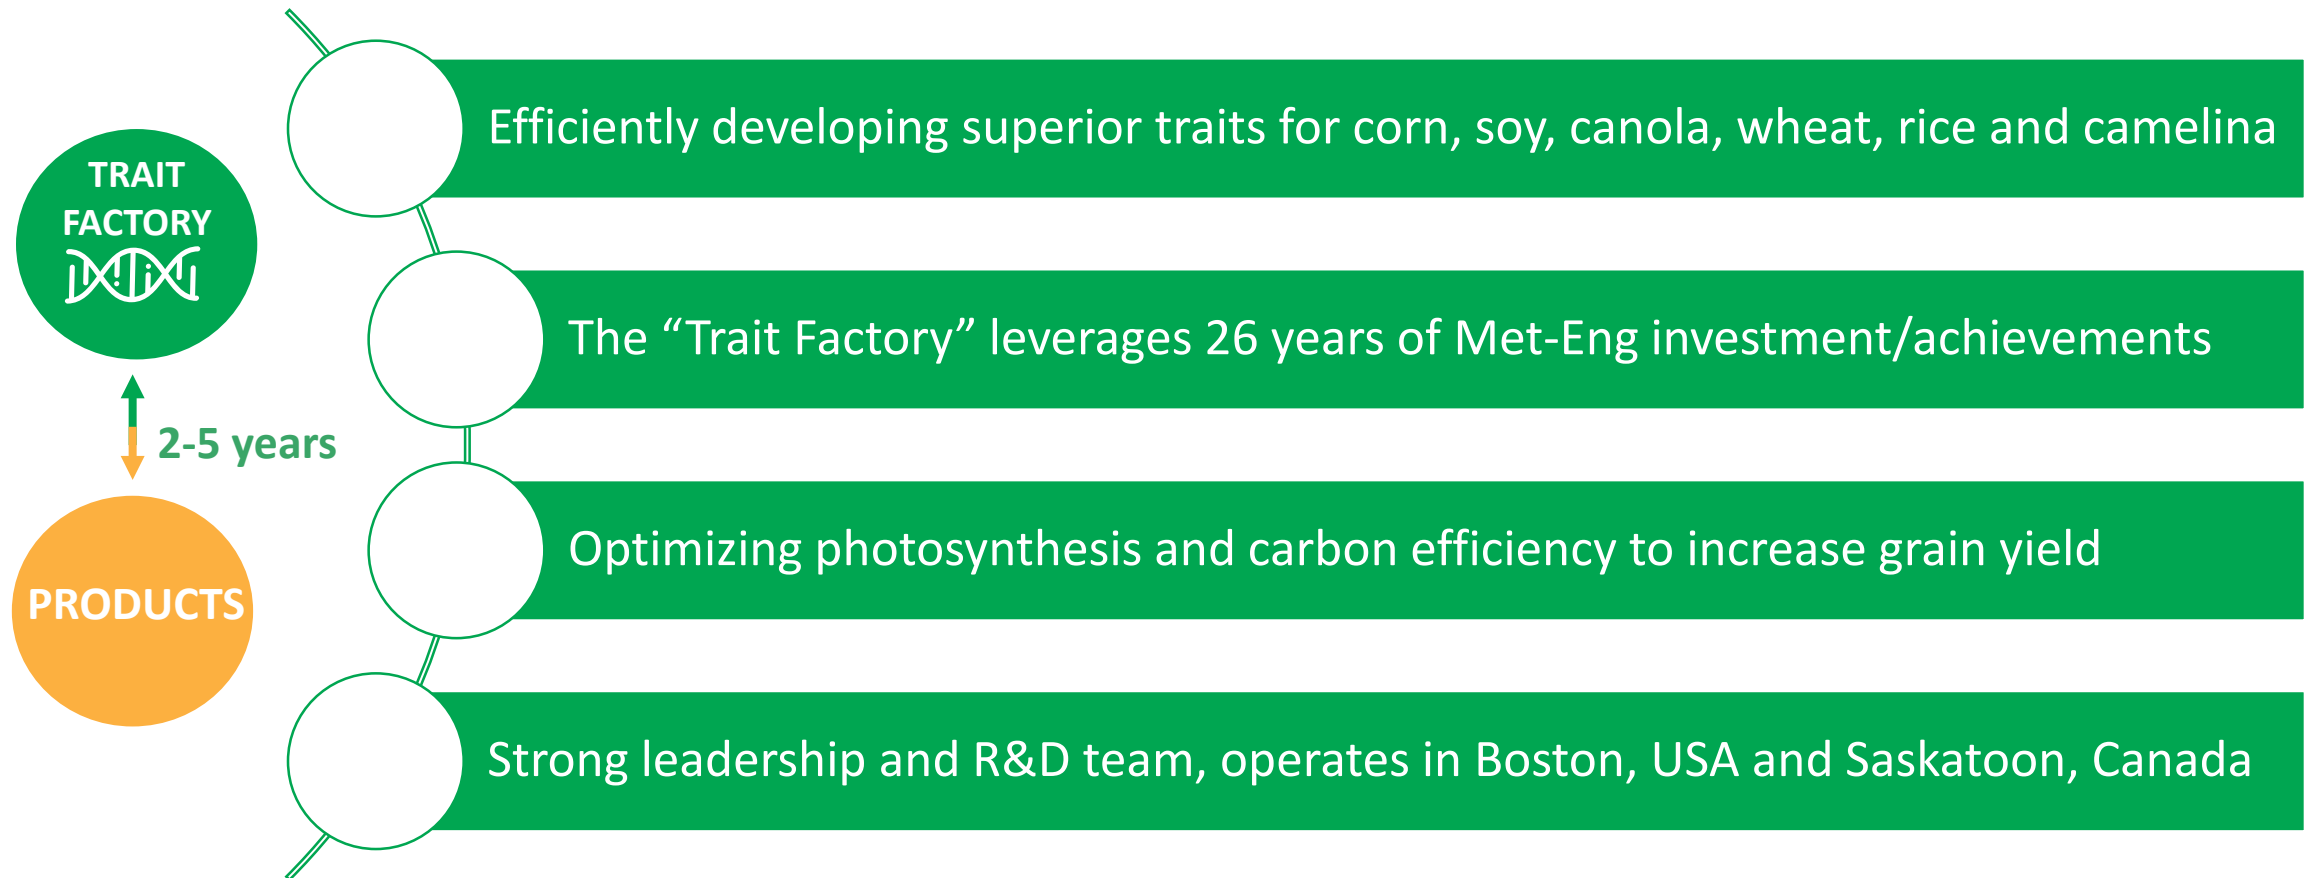 TRAIT
FACTORY
2-5 years
PRODUCTS
Efficiently developing superior traits for corn, soy, canola, wheat, rice and camelina
The “Trait Factory” leverages 26 years of Met-Eng investment/achievements
Optimizing photosynthesis and carbon efficiency to increase grain yield
Strong leadership and R&D team, operates in Boston, USA and Saskatoon, Canada